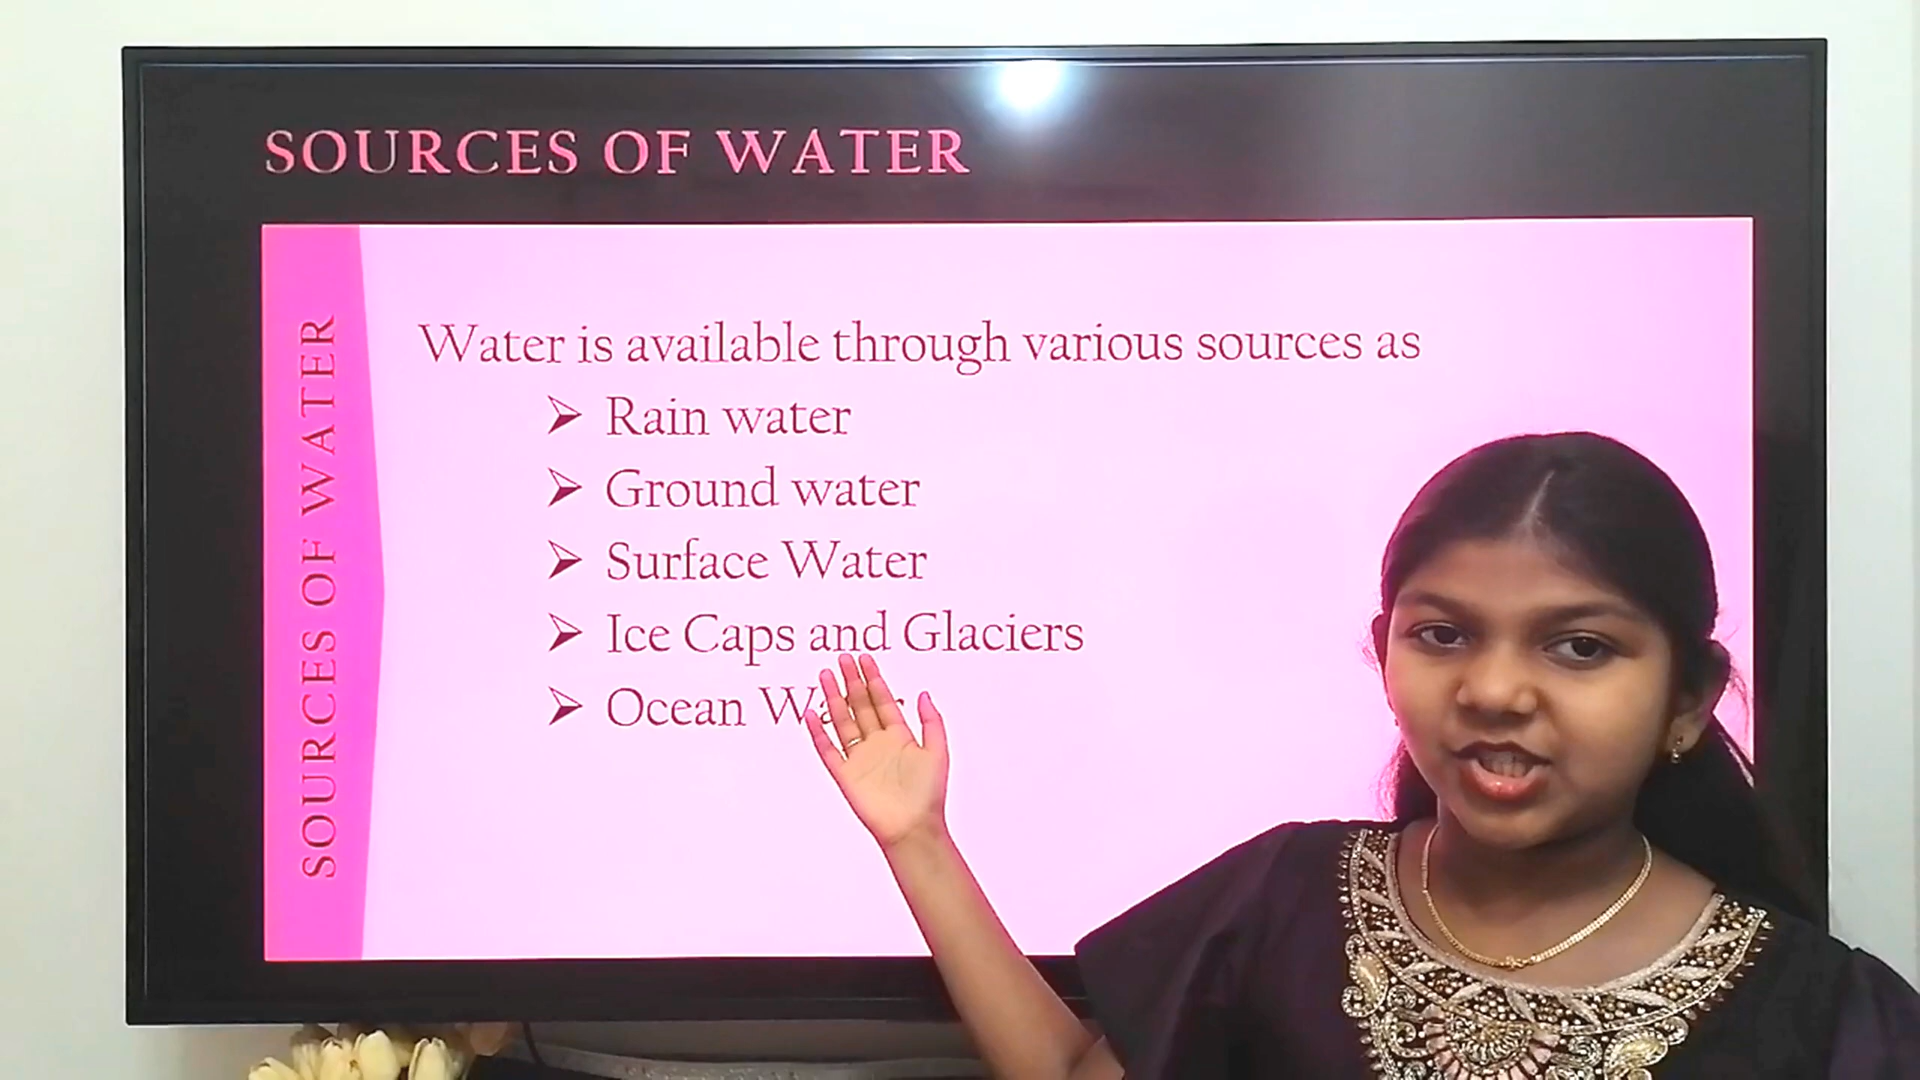 SOURCES OF WATER
SOURCES OF WATER
Water is available through various sources as
➢ Rain water
➢ Ground water
➢ Surface Water
➢ Ice Caps and Glaciers
➢ Ocean